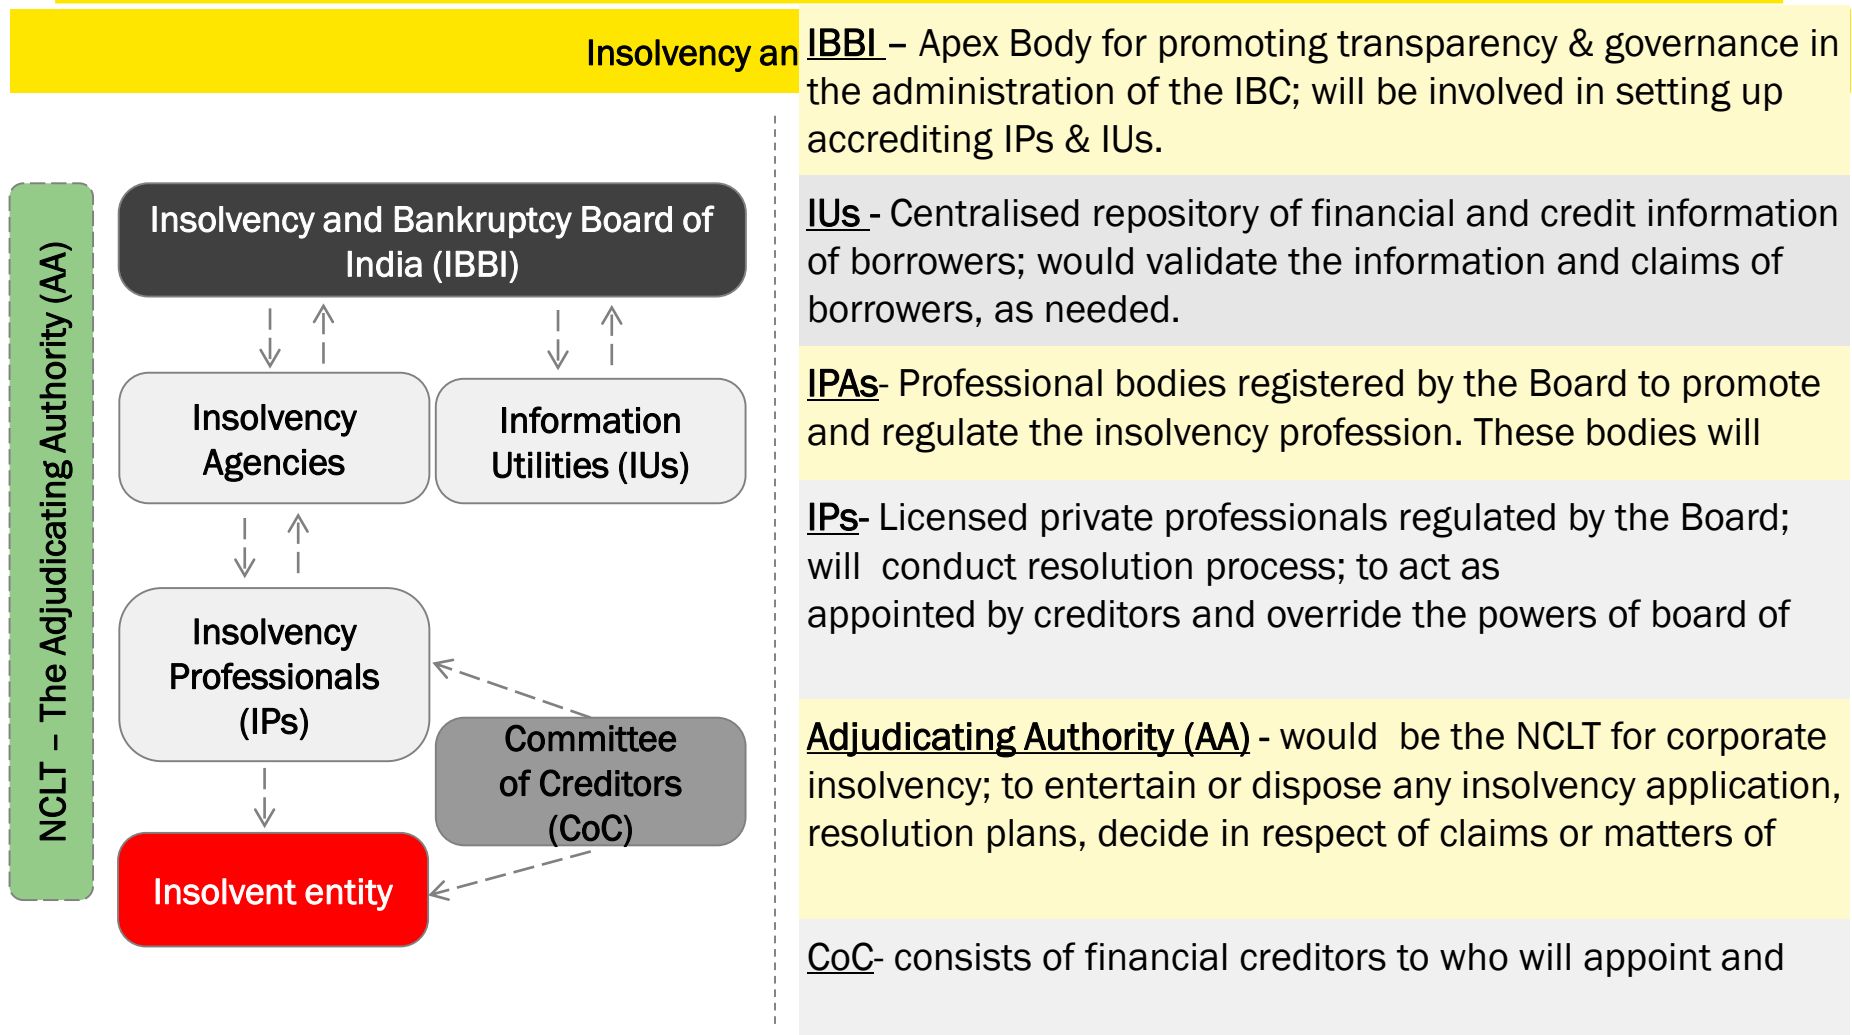 Insolvency an
NCLT – The Adjudicating Authority (AA)
Insolvency and Bankruptcy Board of
India (IBBI)
Insolvency
Agencies
Information
Utilities (IUs)
Insolvency
Professionals
(IPs)
Committee
of Creditors
(CoC)
Insolvent entity
IBBI – Apex Body for promoting transparency & governance in
the administration of the IBC; will be involved in setting up
accrediting IPs & IUs.
IUs - Centralised repository of financial and credit information
of borrowers; would validate the information and claims of
borrowers, as needed.
IPAs- Professional bodies registered by the Board to promote
and regulate the insolvency profession. These bodies will
IPs- Licensed private professionals regulated by the Board;
will  conduct resolution process; to act as
appointed by creditors and override the powers of board of
Adjudicating Authority (AA) - would  be the NCLT for corporate
insolvency; to entertain or dispose any insolvency application,
resolution plans, decide in respect of claims or matters of
CoC- consists of financial creditors to who will appoint and